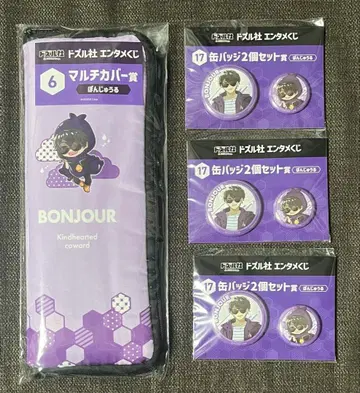 ドズル社 エンタメくじ
6 マルチカバー賞
ぼんじゅうる
BONJOUR
Kindhearted
coward
ドズル社 エンタメくじ
17 缶バッジ2個セット賞
ぼんじゅうる
BONJOUR
ドズル社 エンタメくじ
17 缶バッジ2個セット賞
ぼんじゅうる
BONJOUR
ドズル社 エンタメくじ
17 缶バッジ2個セット賞
ぼんじゅうる
BONJOUR